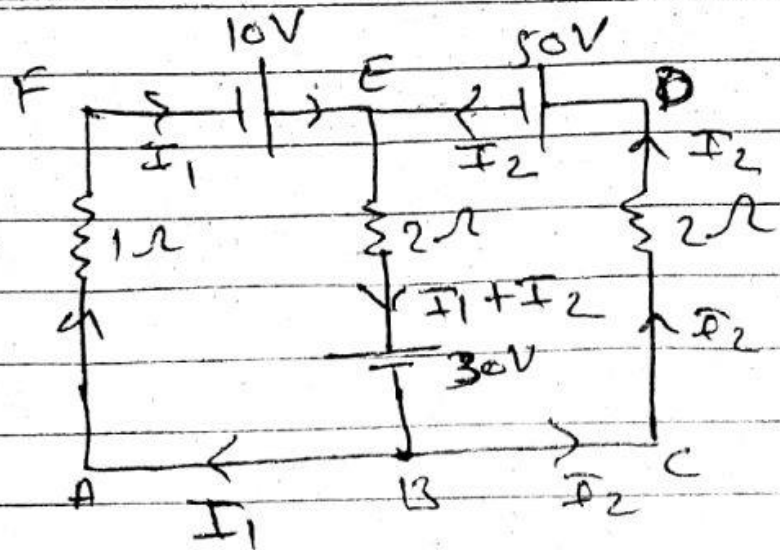 10V 50V
F E D
I₁ I₂ I₂
1Ω 2Ω 2Ω
I₁ + I₂ I₂
30V
A B C
I₁ I₂